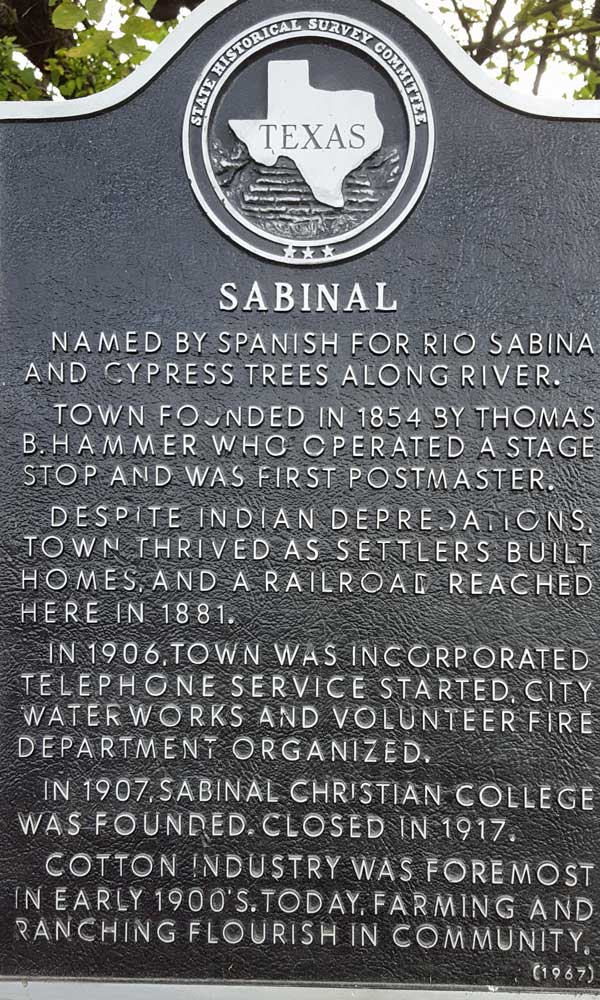 STATE HISTORICAL SURVEY COMMITTEE
TEXAS
SABINAL
NAMED BY SPANISH FOR RIO SABINA
AND CYPRESS TREES ALONG RIVER.
TOWN FOUNDED IN 1854 BY THOMAS
B. HAMMER WHO OPERATED A STAGE
STOP AND WAS FIRST POSTMASTER.
DESPITE INDIAN DEPREDATIONS,
TOWN THRIVED AS SETTLERS BUILT
HOMES, AND A RAILROAD REACHED
HERE IN 1881.
IN 1906, TOWN WAS INCORPORATED
TELEPHONE SERVICE STARTED, CITY
WATERWORKS AND VOLUNTEER FIRE
DEPARTMENT ORGANIZED.
IN 1907, SABINAL CHRISTIAN COLLEGE
WAS FOUNDED. CLOSED IN 1917.
COTTON INDUSTRY WAS FOREMOST
IN EARLY 1900'S. TODAY, FARMING AND
RANCHING FLOURISH IN COMMUNITY.
(1967)